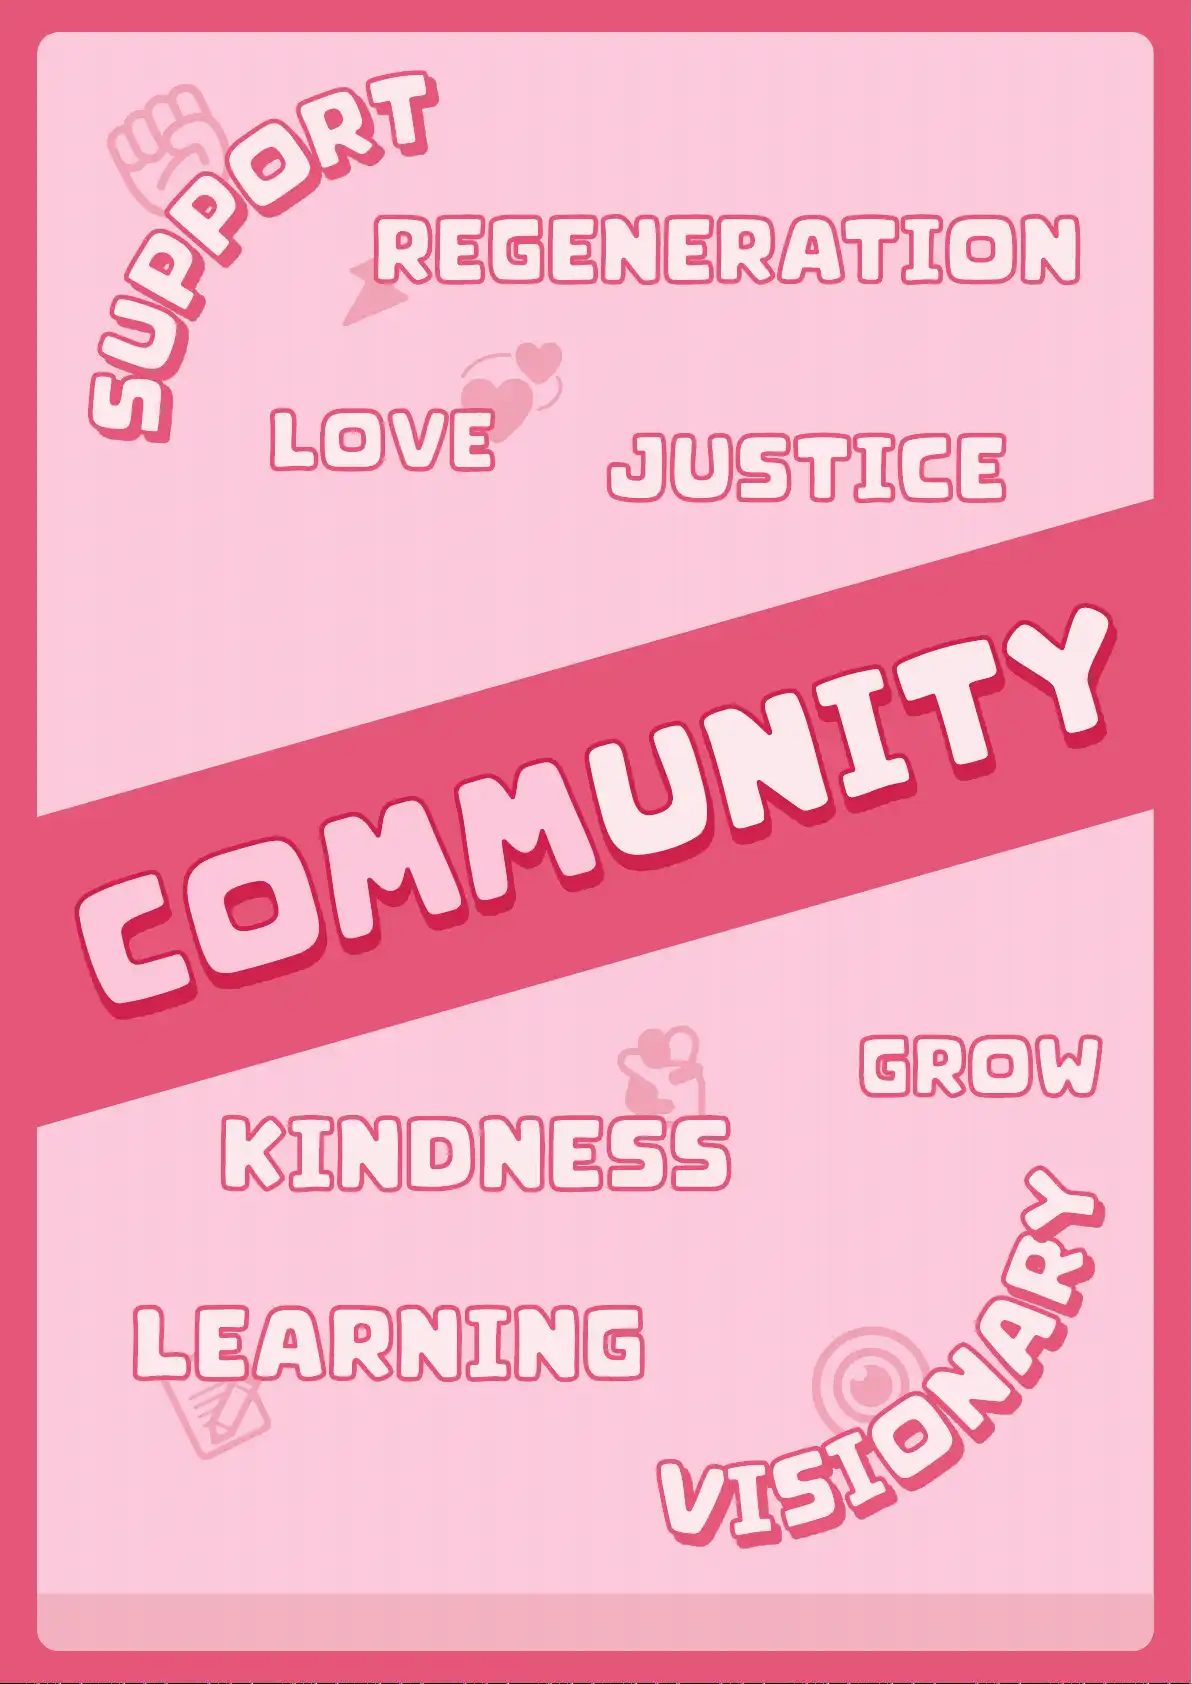 SUPPORT
REGENERATION
LOVE
JUSTICE
COMMUNITY
GROW
KINDNESS
LEARNING
VISIONARY